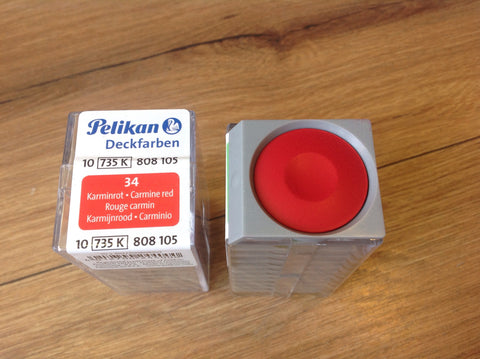 Pelikan
Deckfarben
10 735 K 808 105
34
Karminrot • Carmine red
Rouge carmin
Karmijnrood • Carminio
10 735 K 808 105